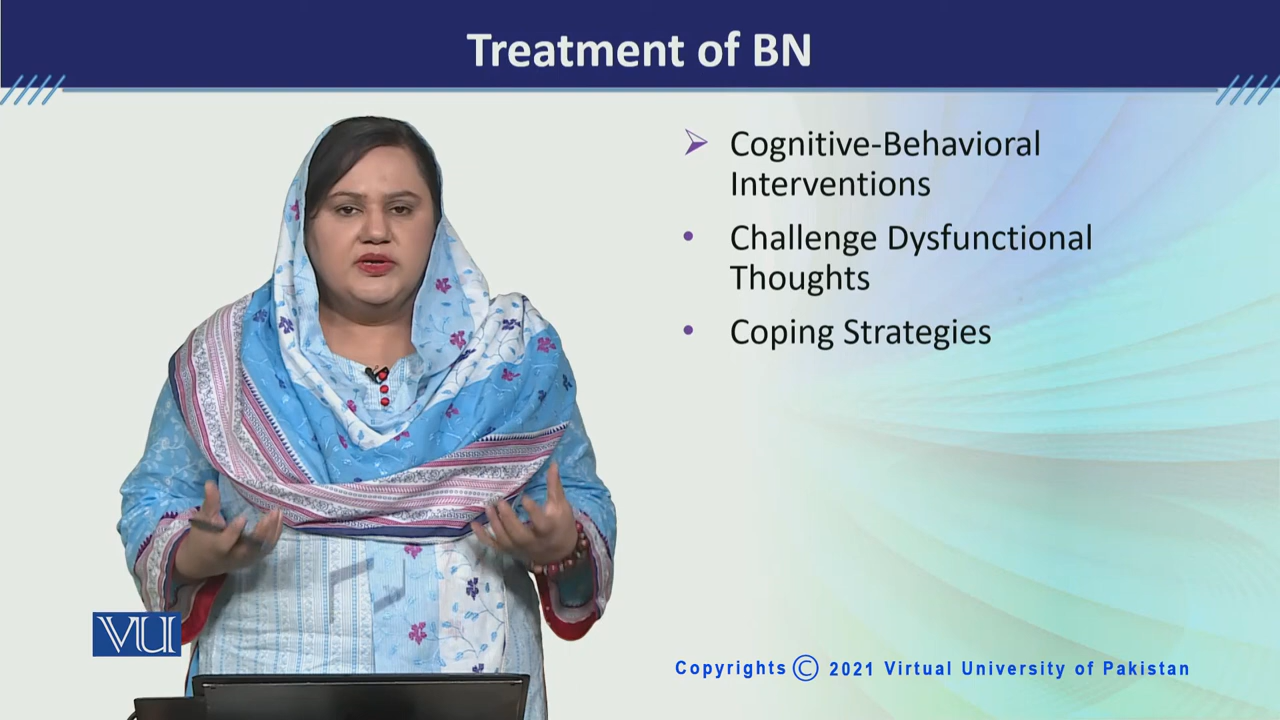 Treatment of BN
Cognitive-Behavioral
Interventions
Challenge Dysfunctional
Thoughts
Coping Strategies
VU
Copyrights © 2021 Virtual University of Pakistan